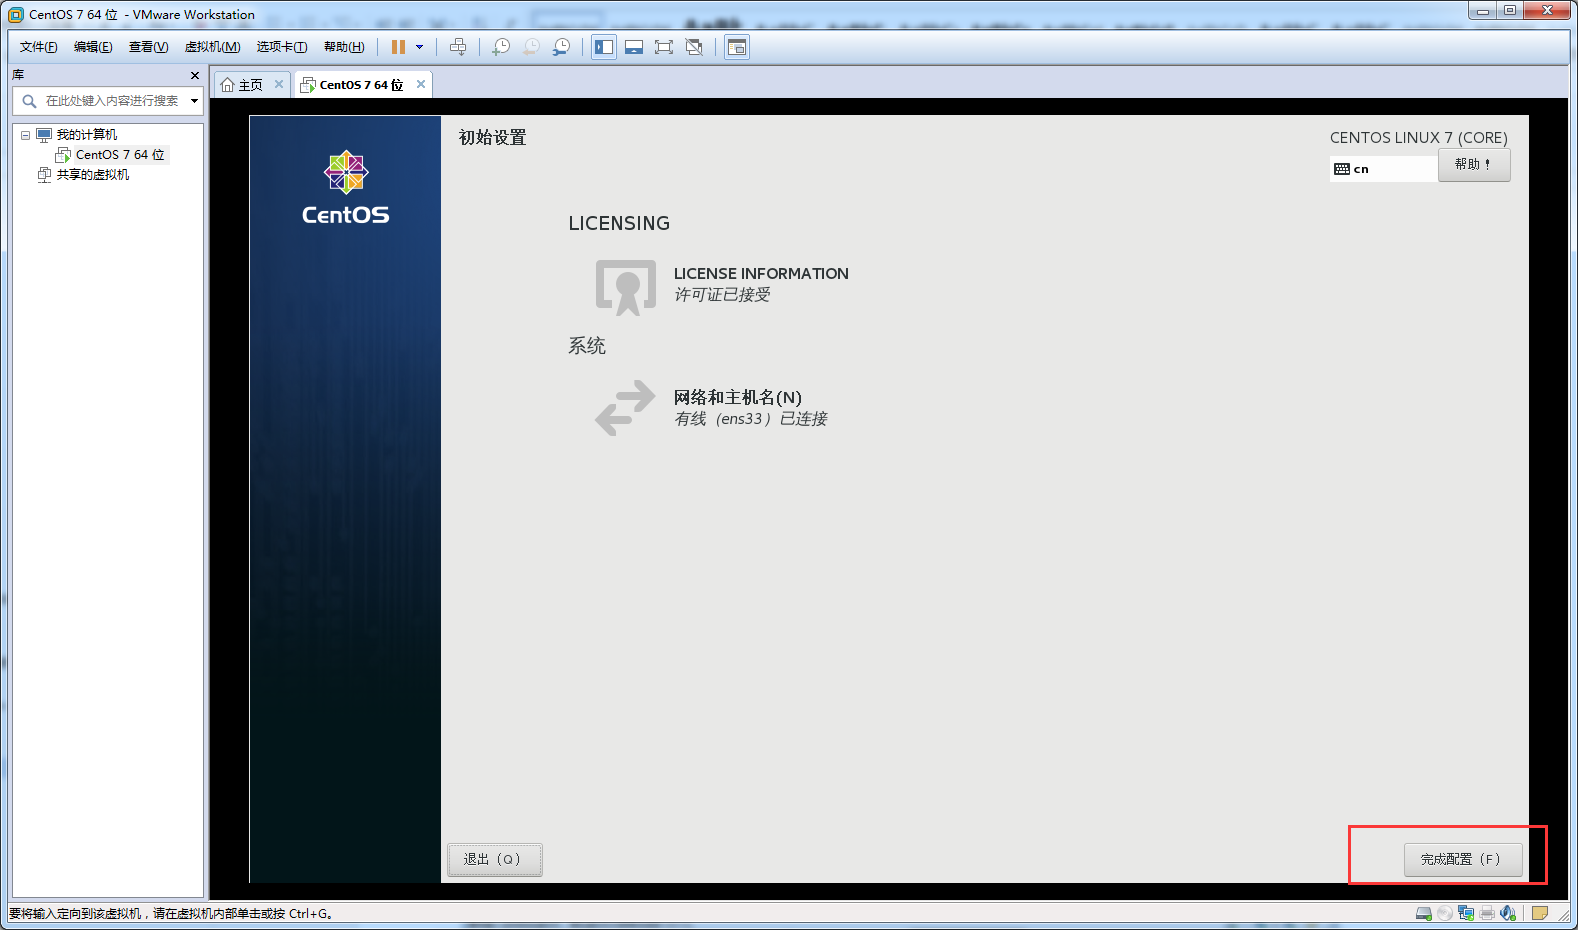 CentOS 7 64 位 - VMware Workstation
文件(F) 编辑(E) 查看(V) 虚拟机(M) 选项卡(T) 帮助(H)
库
主页
CentOS 7 64 位
在此处键入内容进行搜索
我的计算机
CentOS 7 64 位
共享的虚拟机
CentOS
初始设置
CENTOS LINUX 7 (CORE)
cn
帮助！
LICENSING
LICENSE INFORMATION
许可证已接受
系统
网络和主机名(N)
有线（ens33）已连接
退出（Q）
完成配置（F）
要将输入定向到该虚拟机，请在虚拟机内部单击或按 Ctrl+G。